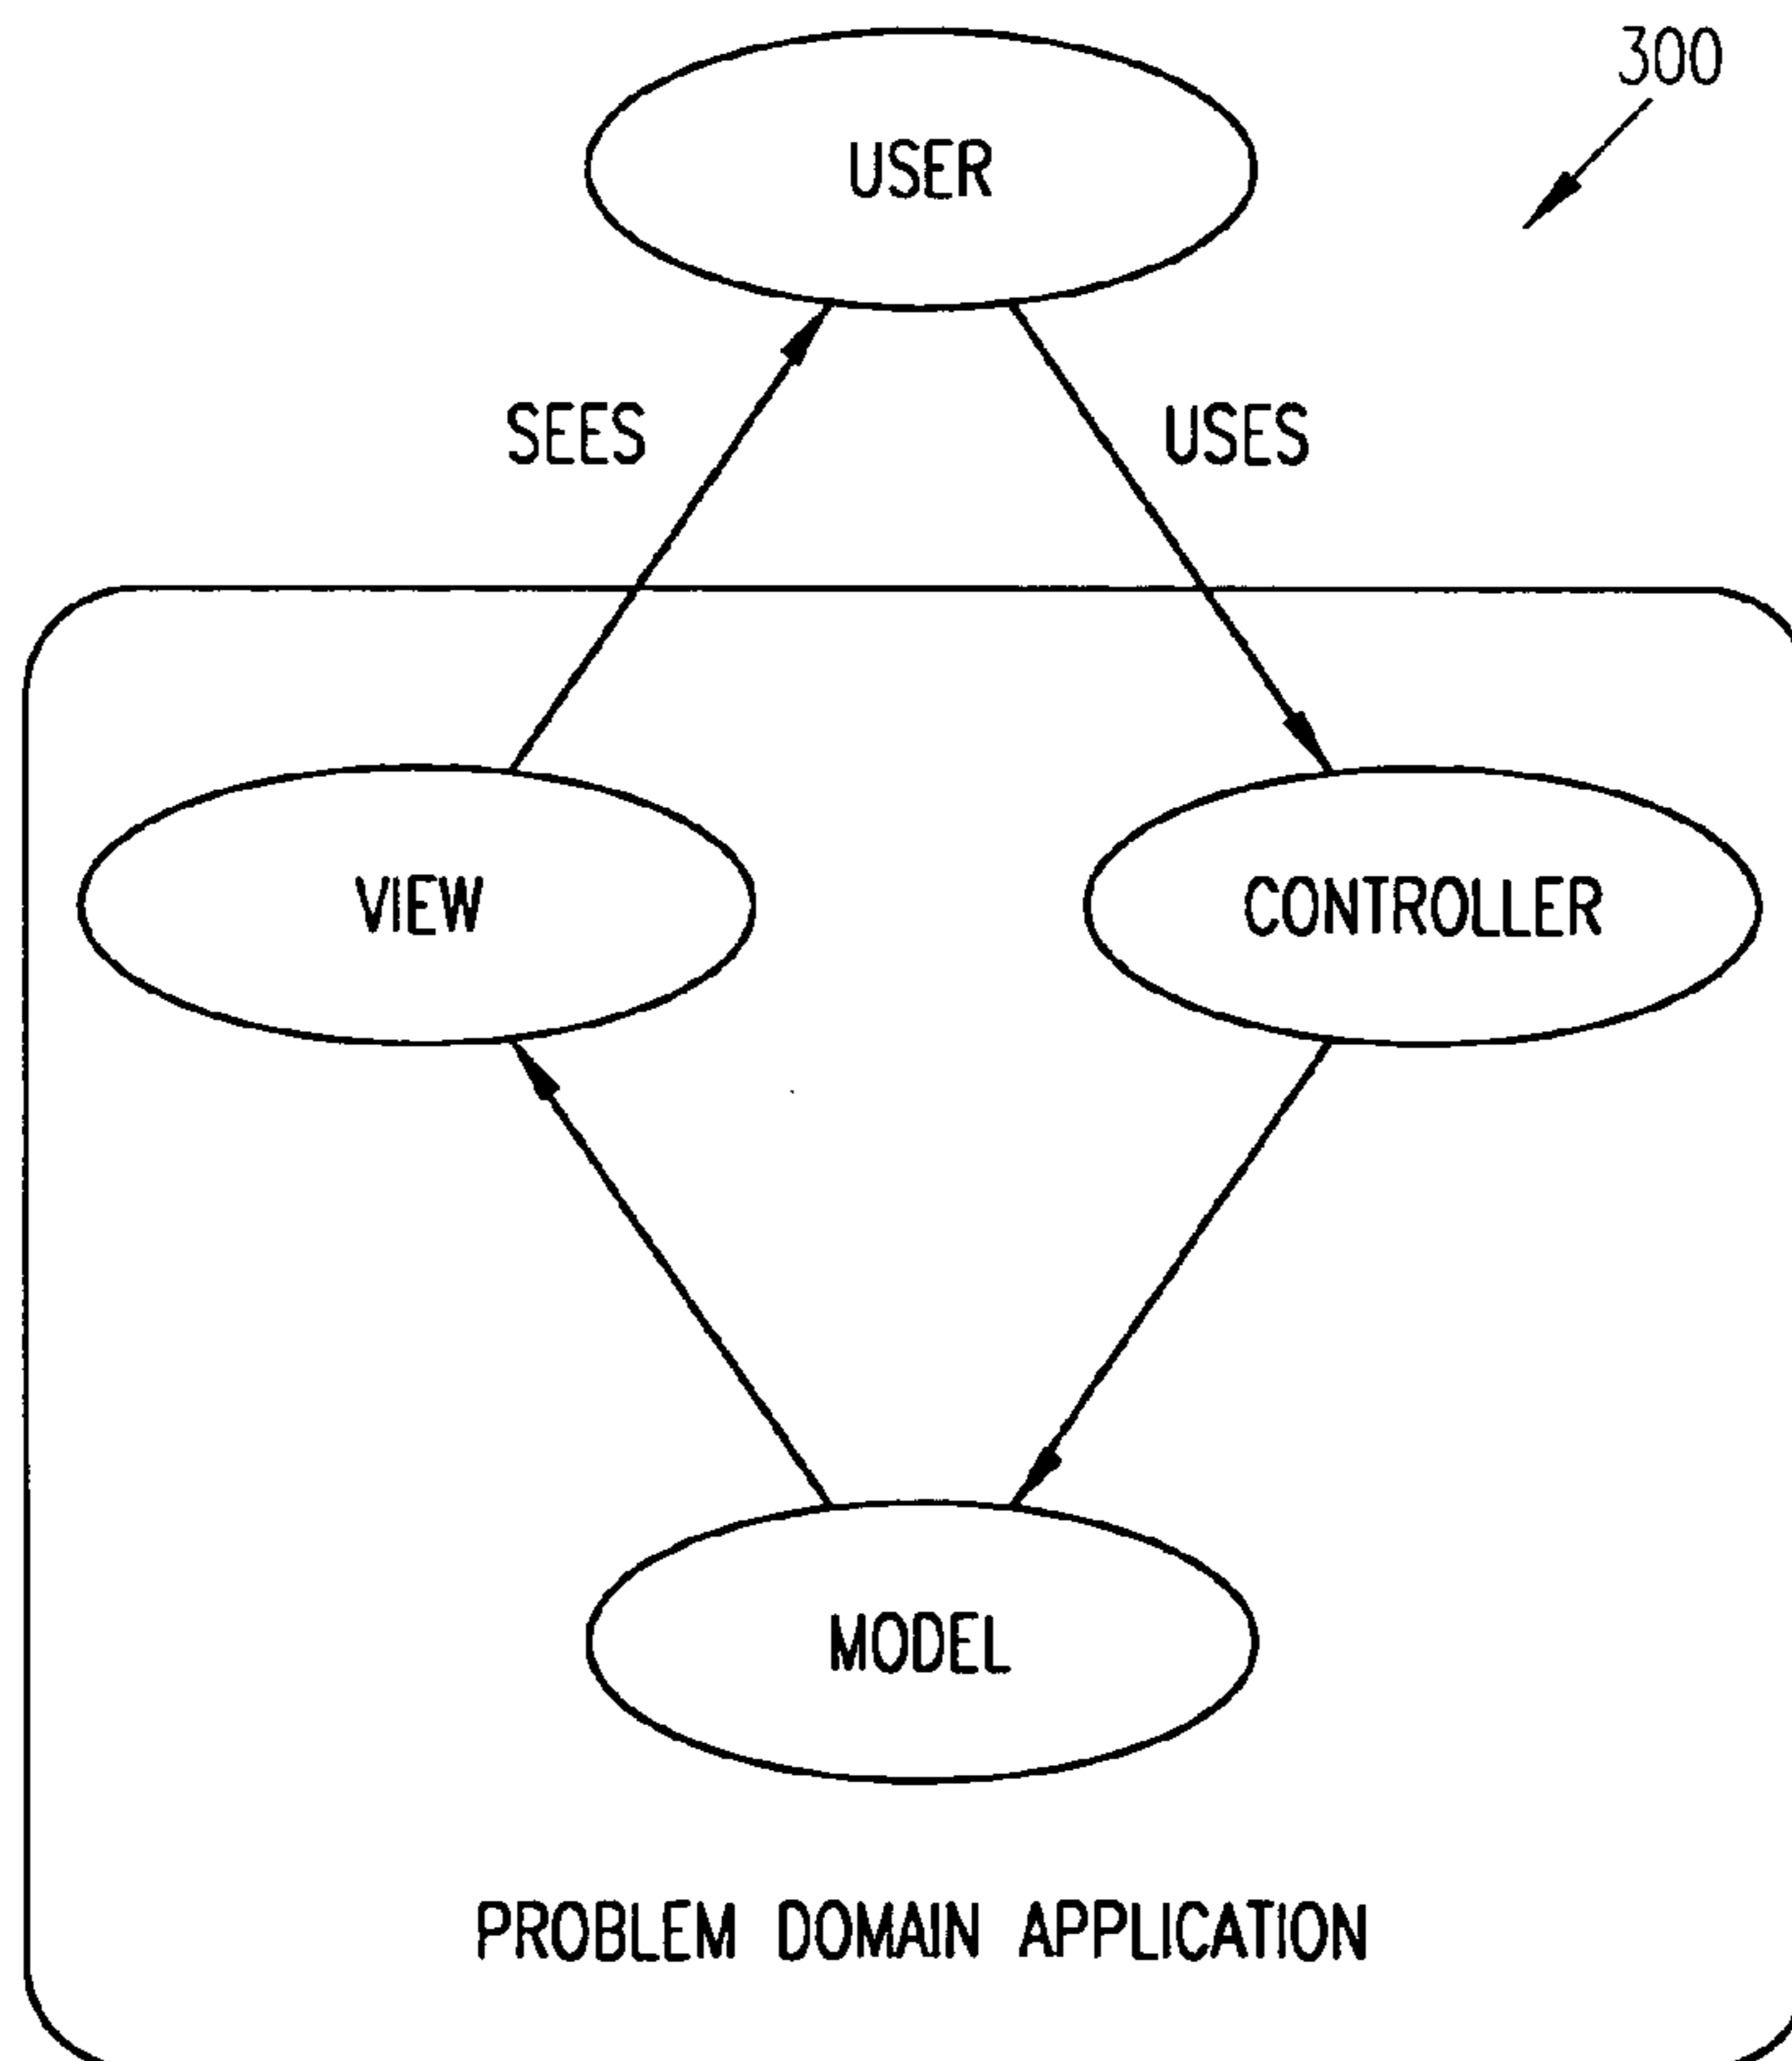 300
USER
SEES
USES
VIEW
CONTROLLER
MODEL
PROBLEM DOMAIN APPLICATION